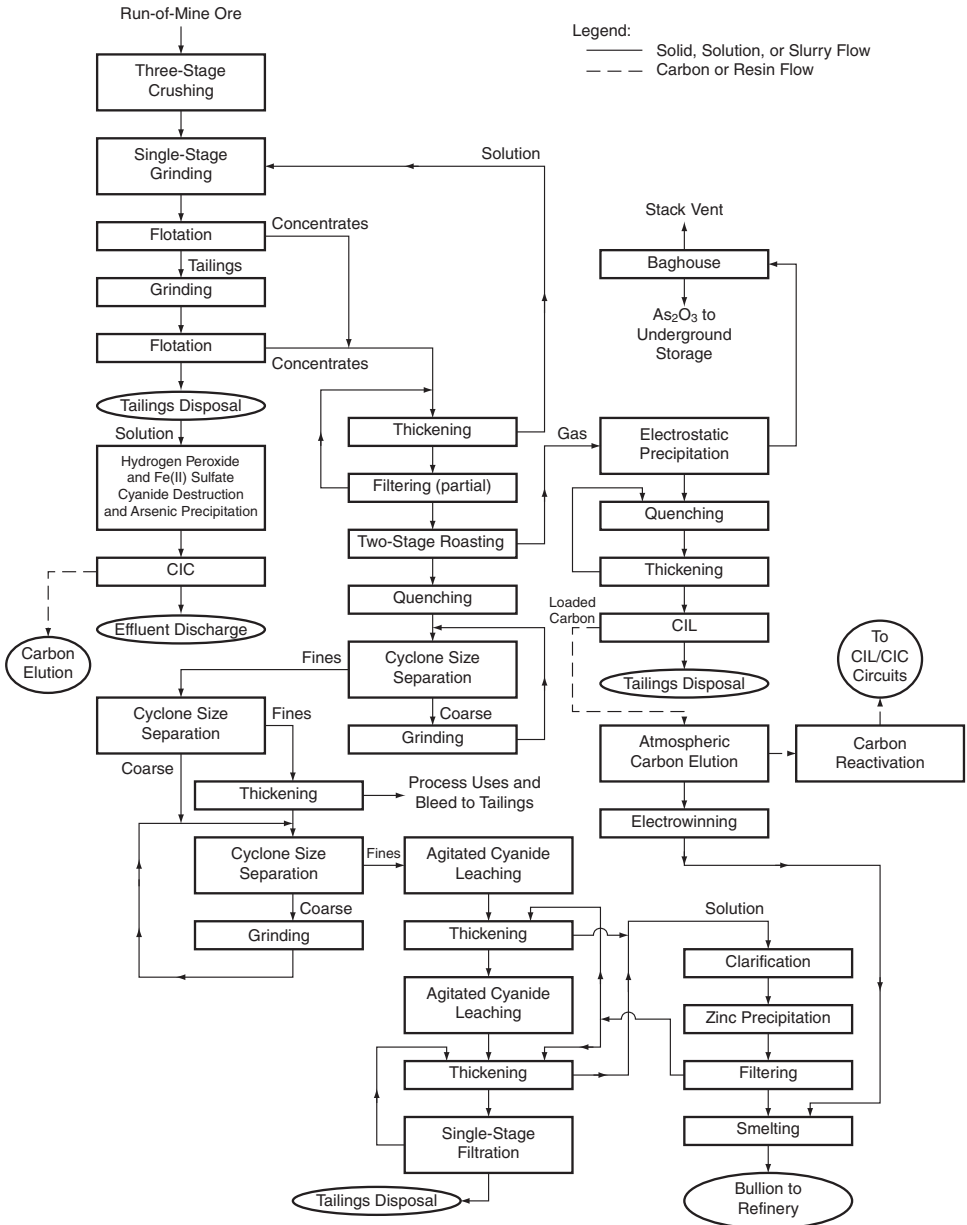 Run-of-Mine Ore
Legend:
Solid, Solution, or Slurry Flow
Carbon or Resin Flow
Three-Stage
Crushing
Single-Stage
Grinding
Solution
Flotation
Concentrates
Tailings
Grinding
Flotation
Concentrates
Tailings Disposal
Solution
Hydrogen Peroxide
and Fe(II) Sulfate
Cyanide Destruction
and Arsenic Precipitation
CIC
Effluent Discharge
Carbon
Elution
Stack Vent
Baghouse
As₂O₃ to
Underground
Storage
Thickening
Filtering (partial)
Two-Stage Roasting
Gas
Quenching
Cyclone Size
Separation
Fines
Coarse
Grinding
Electrostatic
Precipitation
Quenching
Thickening
CIL
Loaded
Carbon
Tailings Disposal
To
CIL/CIC
Circuits
Atmospheric
Carbon Elution
Carbon
Reactivation
Electrowinning
Cyclone Size
Separation
Fines
Coarse
Thickening
Process Uses and
Bleed to Tailings
Cyclone Size
Separation
Fines
Coarse
Grinding
Agitated Cyanide
Leaching
Thickening
Agitated Cyanide
Leaching
Thickening
Single-Stage
Filtration
Tailings Disposal
Solution
Clarification
Zinc Precipitation
Filtering
Smelting
Bullion to
Refinery